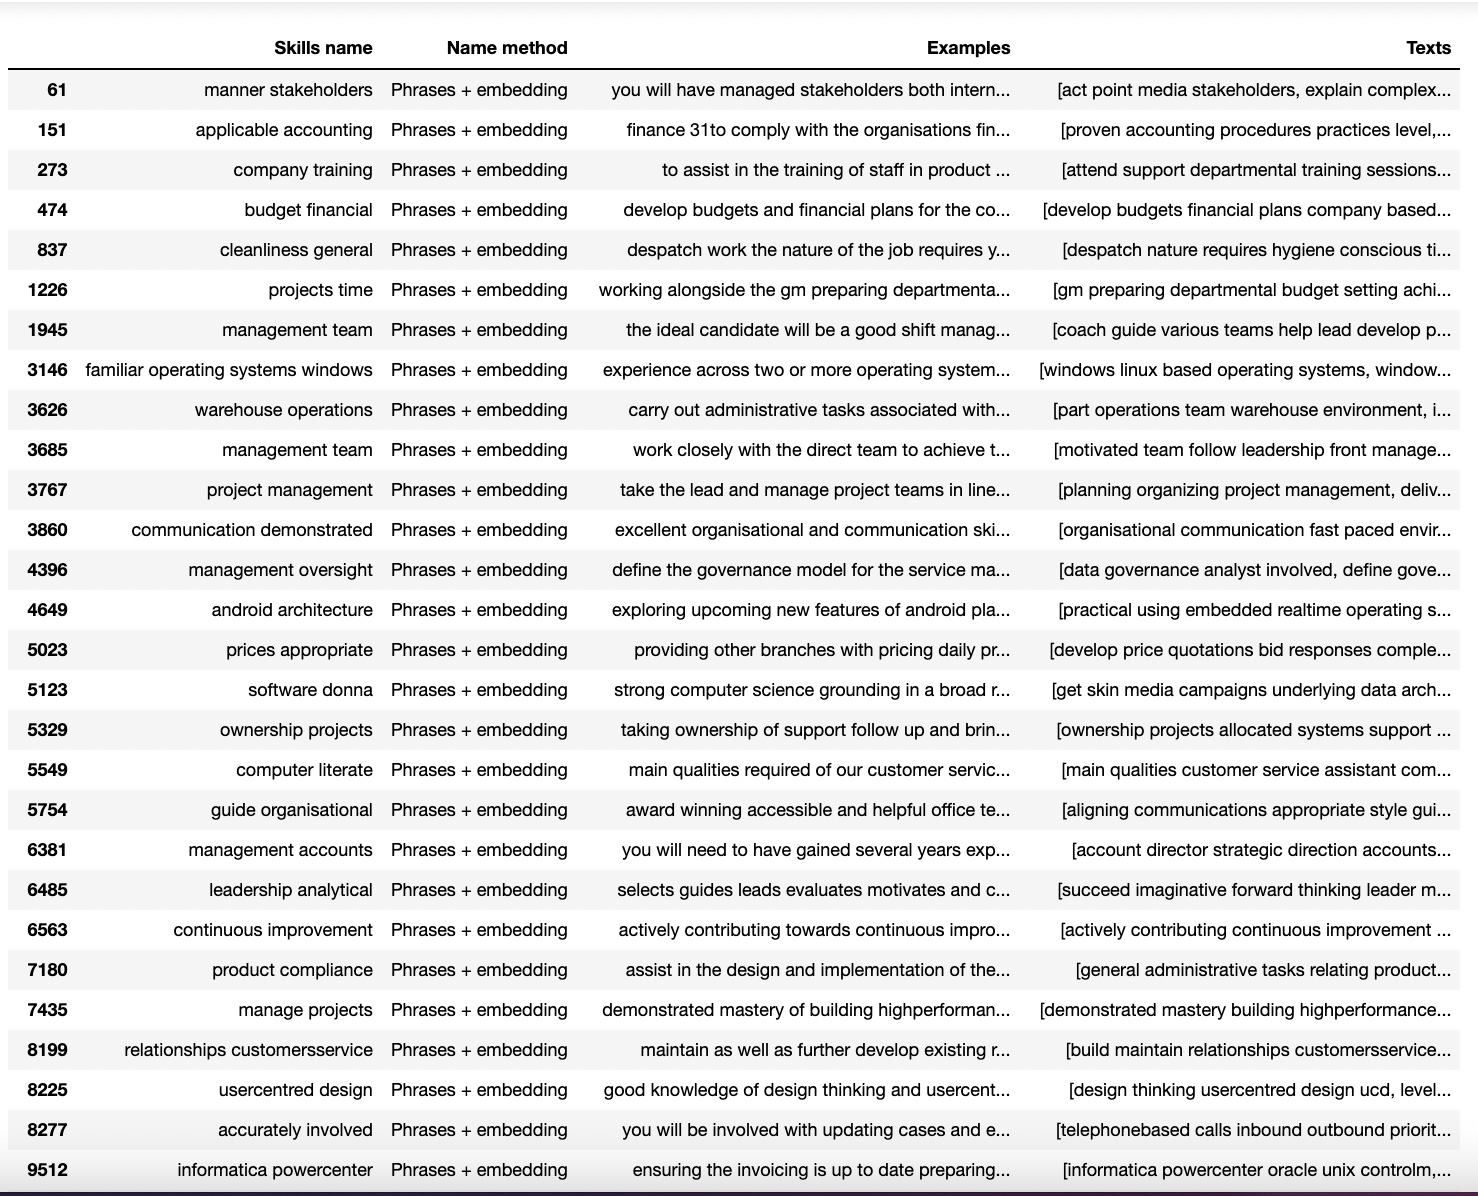 Skills name Name method Examples Texts
61 manner stakeholders Phrases + embedding you will have managed stakeholders both intern... [act point media stakeholders, explain complex...
151 applicable accounting Phrases + embedding finance 31to comply with the organisations fin... [proven accounting procedures practices level,...
273 company training Phrases + embedding to assist in the training of staff in product ... [attend support departmental training sessions...
474 budget financial Phrases + embedding develop budgets and financial plans for the co... [develop budgets financial plans company based...
837 cleanliness general Phrases + embedding despatch work the nature of the job requires y... [despatch nature requires hygiene conscious ti...
1226 projects time Phrases + embedding working alongside the gm preparing departmenta... [gm preparing departmental budget setting achi...
1945 management team Phrases + embedding the ideal candidate will be a good shift manag... [coach guide various teams help lead develop p...
3146 familiar operating systems windows Phrases + embedding experience across two or more operating system... [windows linux based operating systems, window...
3626 warehouse operations Phrases + embedding carry out administrative tasks associated with... [part operations team warehouse environment, i...
3685 management team Phrases + embedding work closely with the direct team to achieve t... [motivated team follow leadership front manage...
3767 project management Phrases + embedding take the lead and manage project teams in line... [planning organizing project management, deliv...
3860 communication demonstrated Phrases + embedding excellent organisational and communication ski... [organisational communication fast paced envir...
4396 management oversight Phrases + embedding define the governance model for the service ma... [data governance analyst involved, define gove...
4649 android architecture Phrases + embedding exploring upcoming new features of android pla... [practical using embedded realtime operating s...
5023 prices appropriate Phrases + embedding providing other branches with pricing daily pr... [develop price quotations bid responses comple...
5123 software donna Phrases + embedding strong computer science grounding in a broad r... [get skin media campaigns underlying data arch...
5329 ownership projects Phrases + embedding taking ownership of support follow up and brin... [ownership projects allocated systems support ...
5549 computer literate Phrases + embedding main qualities required of our customer servic... [main qualities customer service assistant com...
5754 guide organisational Phrases + embedding award winning accessible and helpful office te... [aligning communications appropriate style gui...
6381 management accounts Phrases + embedding you will need to have gained several years exp... [account director strategic direction accounts...
6485 leadership analytical Phrases + embedding selects guides leads evaluates motivates and c... [succeed imaginative forward thinking leader m...
6563 continuous improvement Phrases + embedding actively contributing towards continuous impro... [actively contributing continuous improvement ...
7180 product compliance Phrases + embedding assist in the design and implementation of the... [general administrative tasks relating product...
7435 manage projects Phrases + embedding demonstrated mastery of building highperforman... [demonstrated mastery building highperformance...
8199 relationships customersservice Phrases + embedding maintain as well as further develop existing r... [build maintain relationships customersservice...
8225 usercentred design Phrases + embedding good knowledge of design thinking and usercent... [design thinking usercentred design ucd, level...
8277 accurately involved Phrases + embedding you will be involved with updating cases and e... [telephonebased calls inbound outbound priorit...
9512 informatica powercenter Phrases + embedding ensuring the invoicing is up to date preparing... [informatica powercenter oracle unix controlm,...